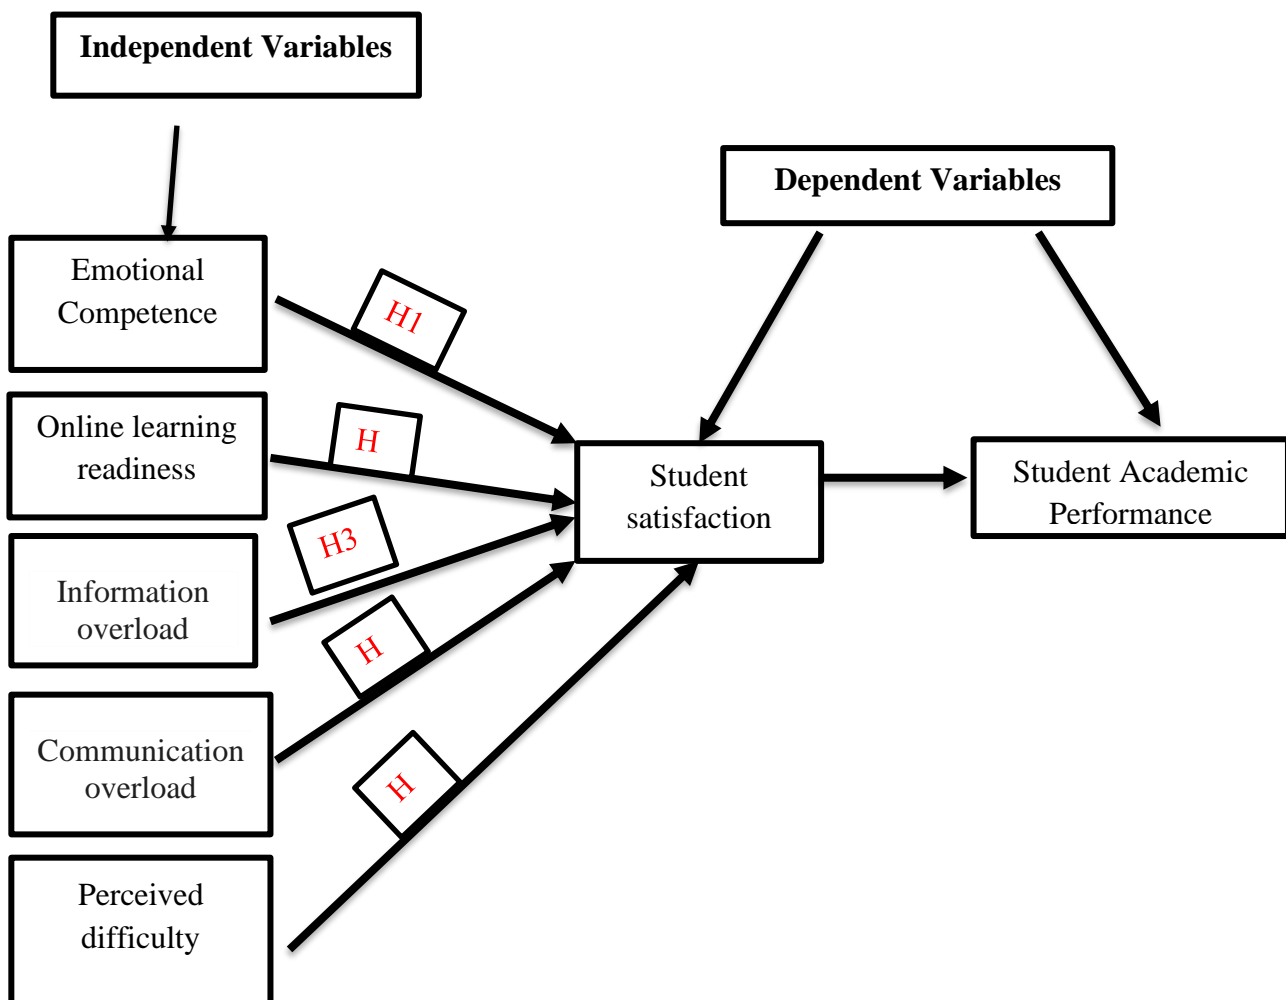 Independent Variables
Dependent Variables
Emotional
Competence
H1
Online learning
readiness
H
Student
satisfaction
Student Academic
Performance
H3
Information
overload
H
Communication
overload
H
Perceived
difficulty